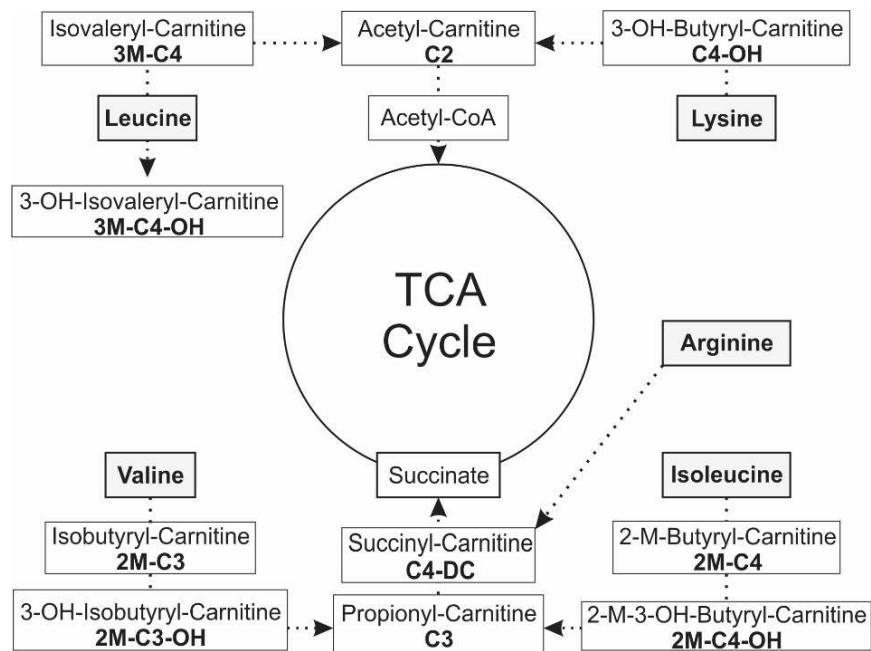 Isovaleryl-Carnitine
3M-C4
Acetyl-Carnitine
C2
3-OH-Butyryl-Carnitine
C4-OH
Leucine
Acetyl-CoA
Lysine
3-OH-Isovaleryl-Carnitine
3M-C4-OH
TCA
Cycle
Arginine
Valine
Succinate
Isoleucine
Isobutyryl-Carnitine
2M-C3
Succinyl-Carnitine
C4-DC
2-M-Butyryl-Carnitine
2M-C4
3-OH-Isobutyryl-Carnitine
2M-C3-OH
Propionyl-Carnitine
C3
2-M-3-OH-Butyryl-Carnitine
2M-C4-OH